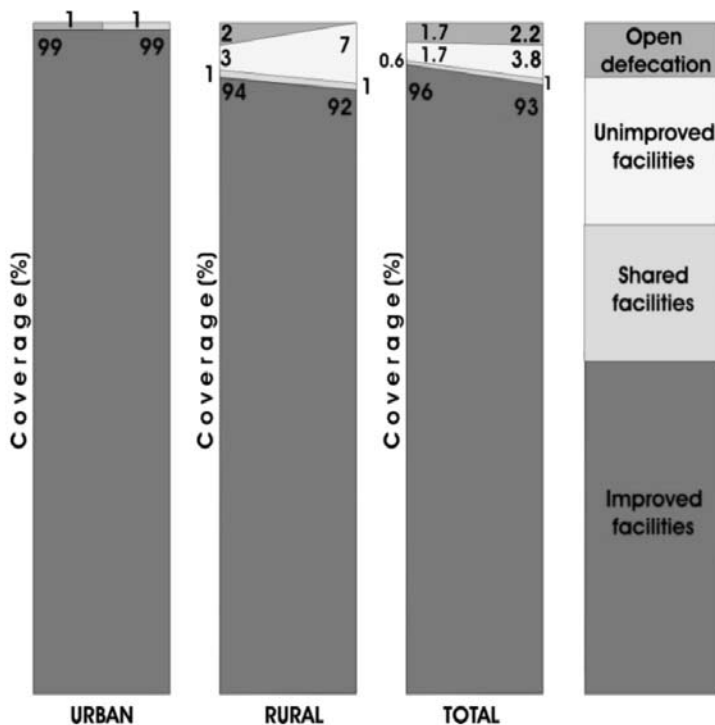 1 1
99 99
Coverage (%)
URBAN
2
7
3
1
1
94
92
Coverage (%)
RURAL
1.7 2.2
0.6 1.7 3.8
1
96
93
Coverage (%)
TOTAL
Open
defecation
Unimproved
facilities
Shared
facilities
Improved
facilities